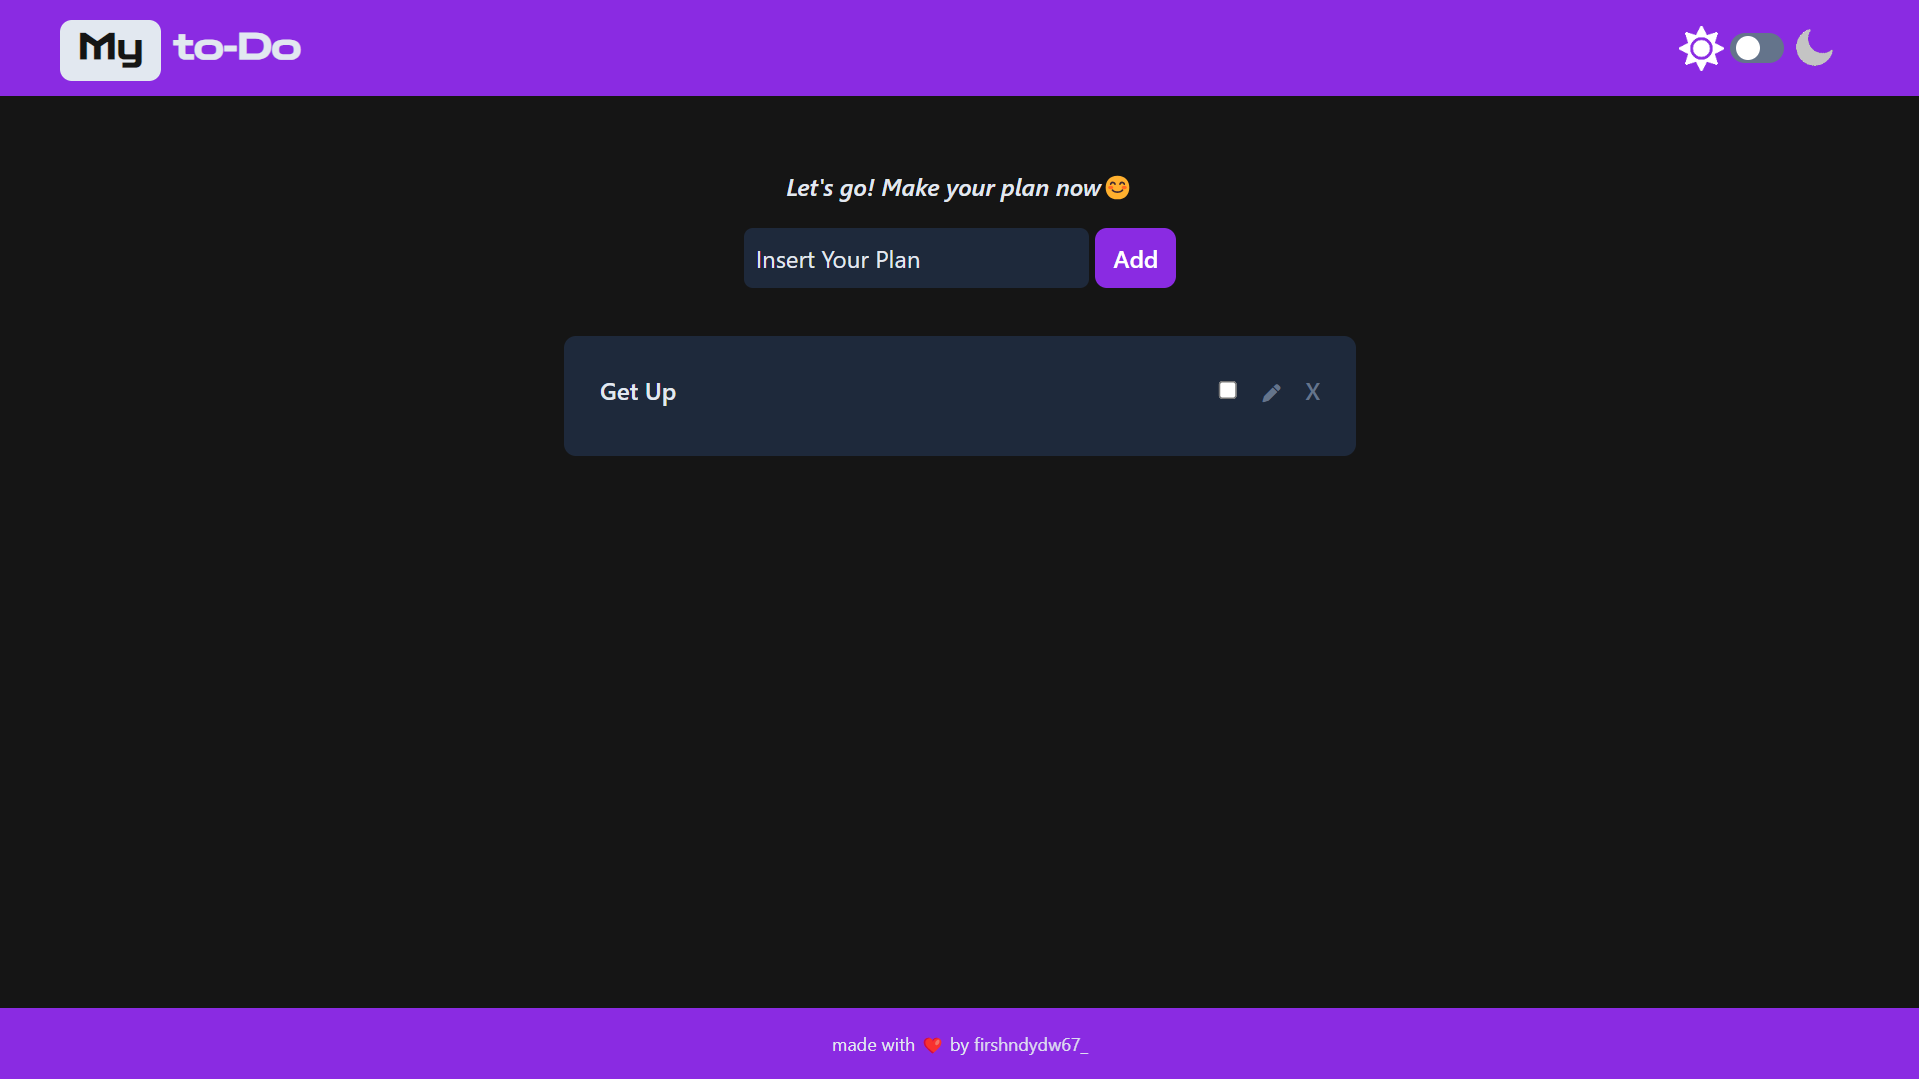 My to-Do
Let's go! Make your plan now😊
Insert Your Plan
Add
Get Up
X
made with ❤️ by firshndydw67_